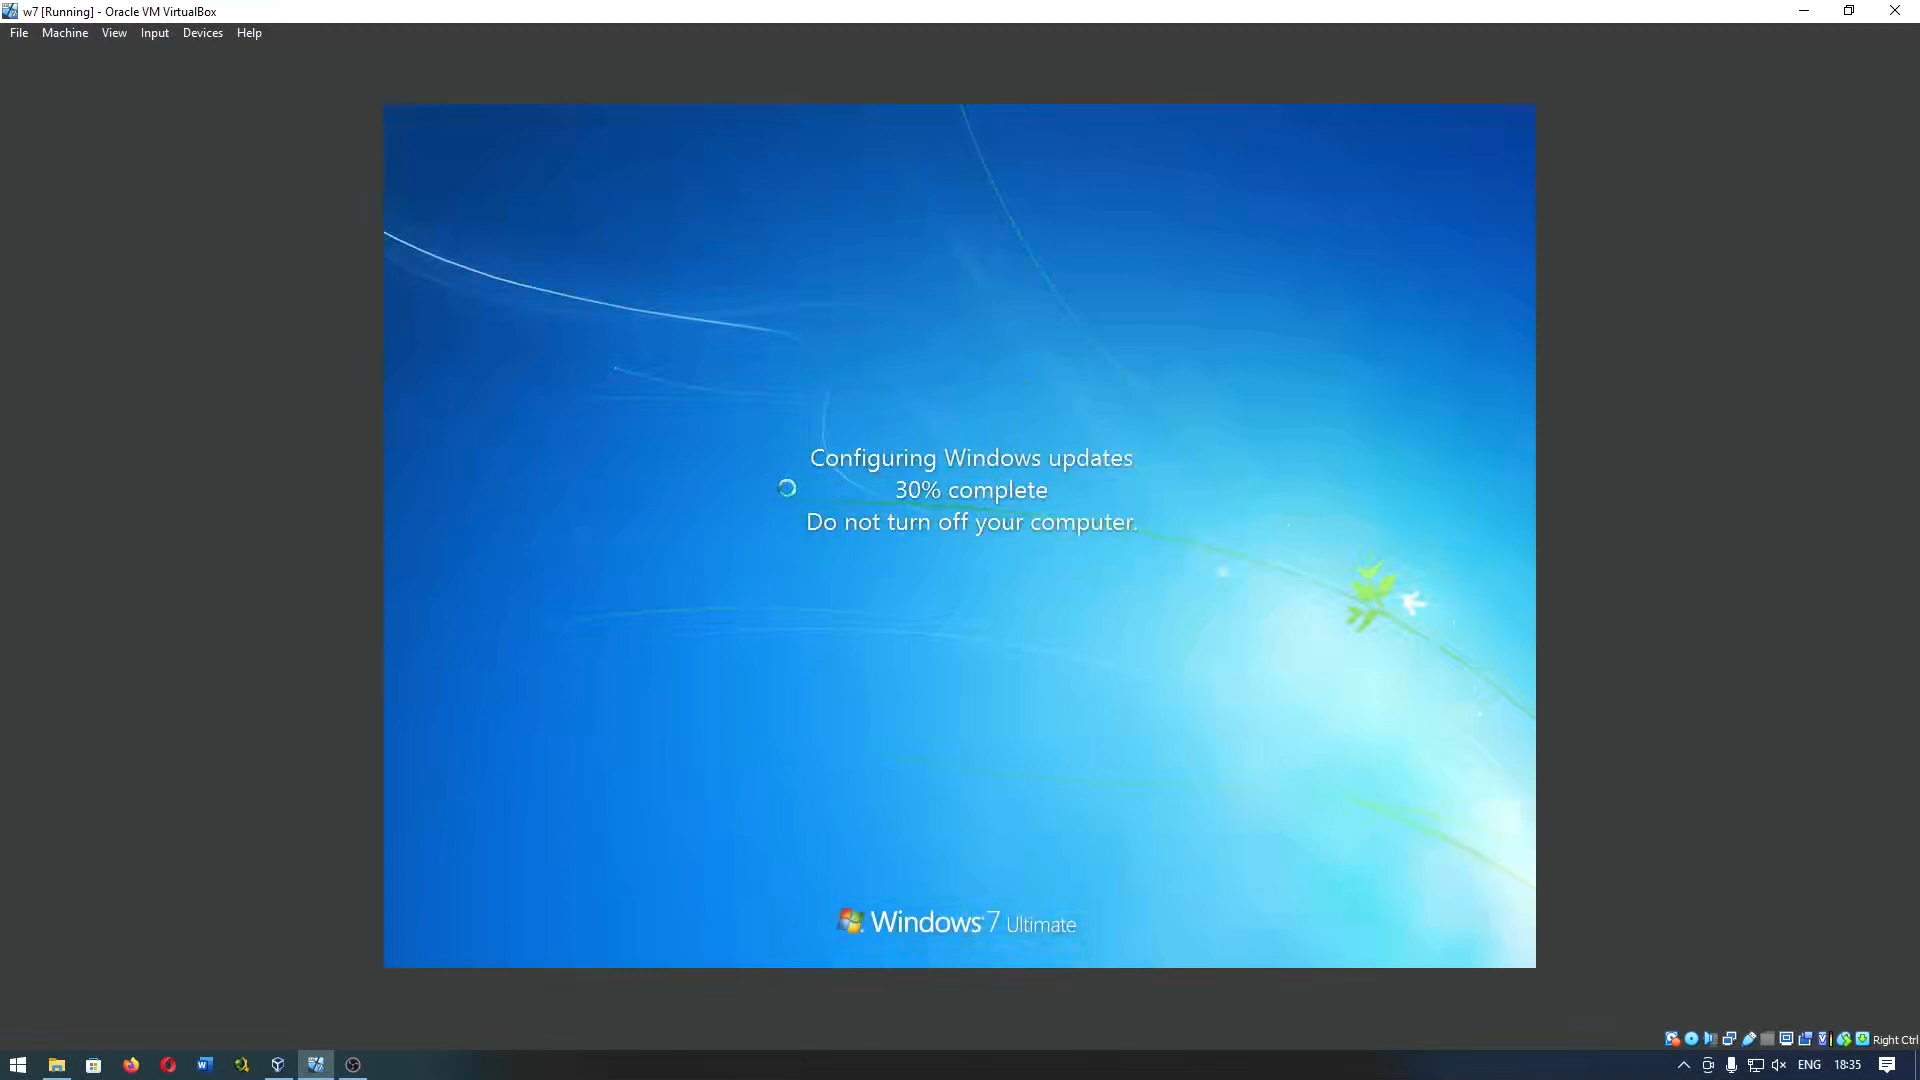 w7 [Running] - Oracle VM VirtualBox
File Machine View Input Devices Help
Configuring Windows updates
30% complete
Do not turn off your computer.
Windows 7 Ultimate
Right Ctrl
ENG 18:35